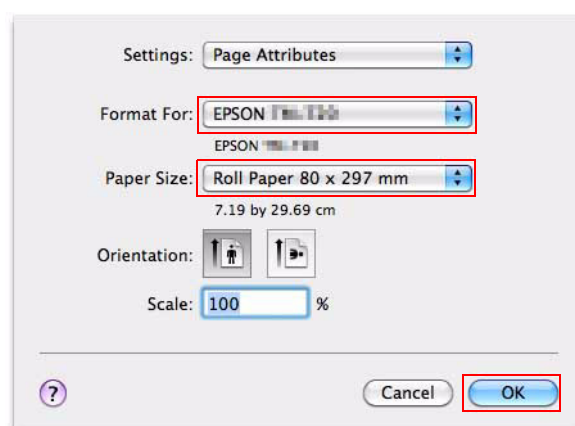 Settings: Page Attributes
Format For: EPSON
EPSON
Paper Size: Roll Paper 80 x 297 mm
7.19 by 29.69 cm
Orientation:
Scale: 100 %
? Cancel OK